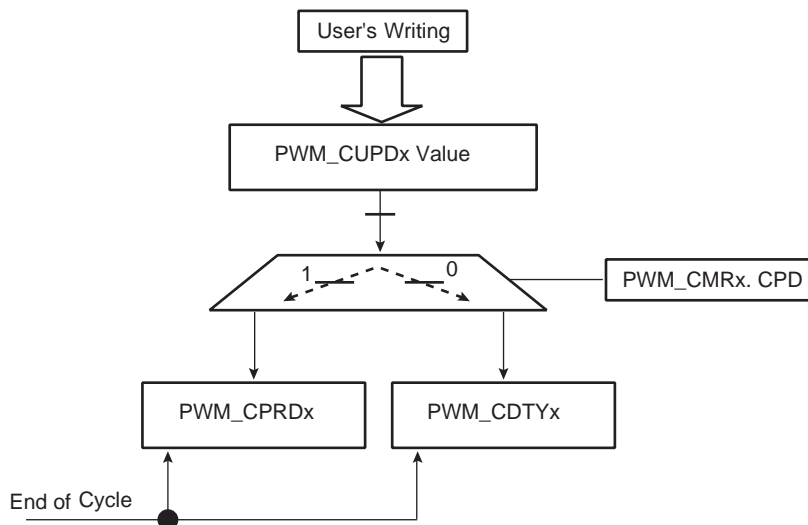 User's Writing
PWM_CUPDx Value
1
0
PWM_CMRx. CPD
PWM_CPRDx
PWM_CDTYx
End of Cycle